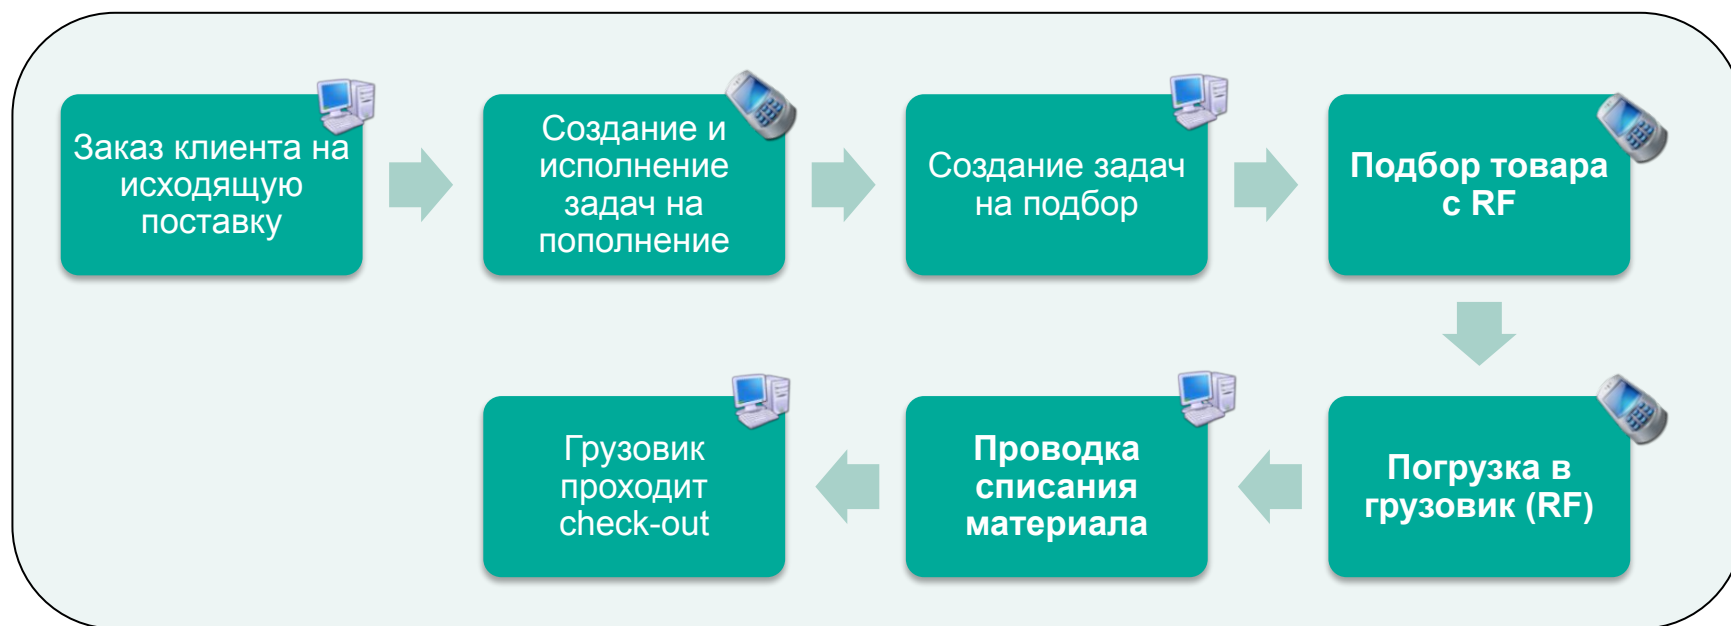 Заказ клиента на
исходящую
поставку
Создание и
исполнение
задач на
пополнение
Создание задач
на подбор
Подбор товара
с RF
Погрузка в
грузовик (RF)
Проводка
списания
материала
Грузовик
проходит
check-out